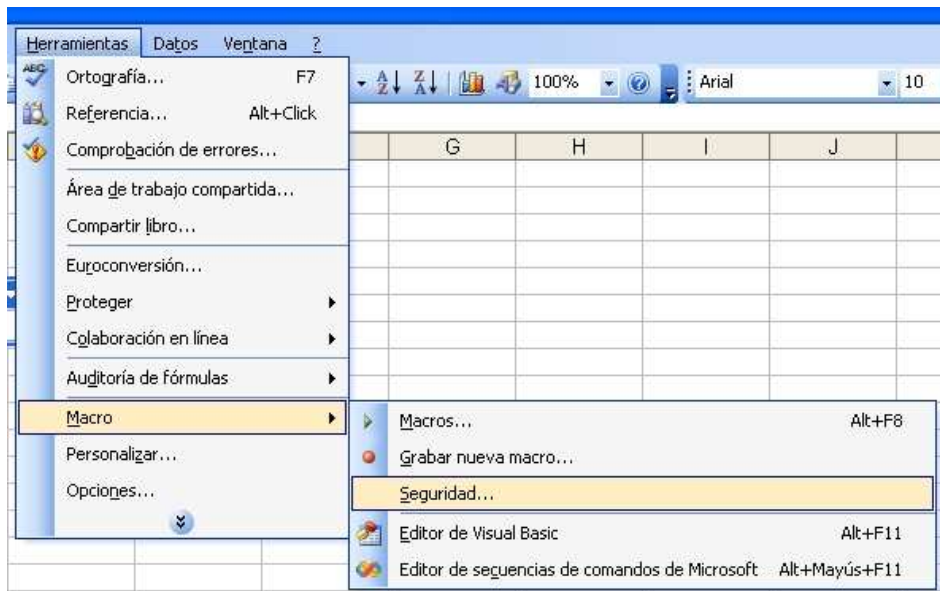 Herramientas Datos Ventana ?
ABC Ortografía... F7
100% Arial 10
Referencia... Alt+Click
Comprobación de errores...
G H I J
Área de trabajo compartida...
Compartir libro...
Euroconversión...
Proteger
Colaboración en línea
Auditoría de fórmulas
Macro
Personalizar...
Opciones...
Macros... Alt+F8
Grabar nueva macro...
Seguridad...
Editor de Visual Basic Alt+F11
Editor de secuencias de comandos de Microsoft Alt+Mayús+F11